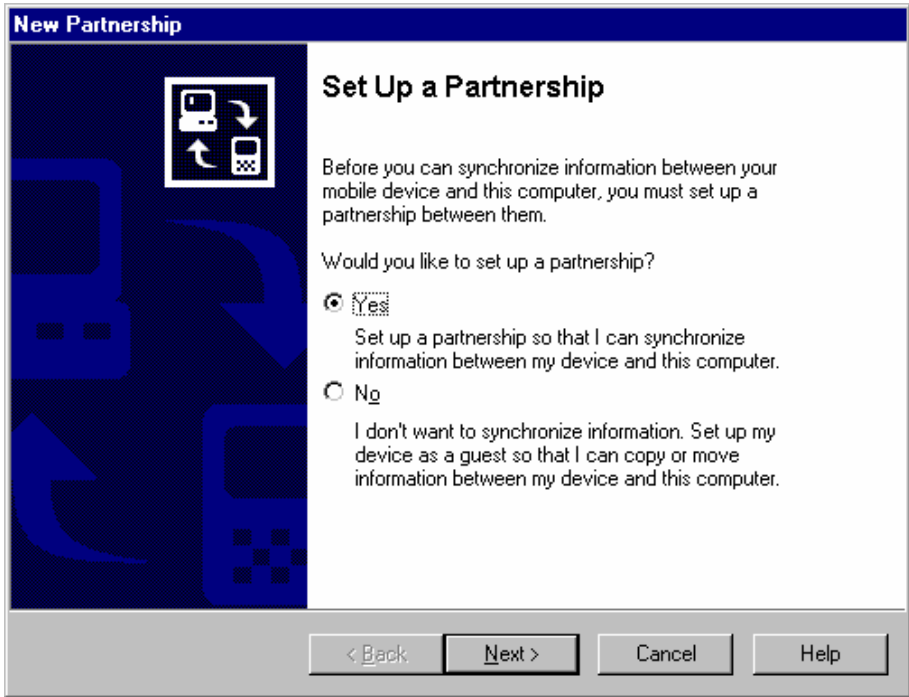 New Partnership
Set Up a Partnership
Before you can synchronize information between your
mobile device and this computer, you must set up a
partnership between them.
Would you like to set up a partnership?
Yes
Set up a partnership so that I can synchronize
information between my device and this computer.
No
I don't want to synchronize information. Set up my
device as a guest so that I can copy or move
information between my device and this computer.
< Back
Next >
Cancel
Help